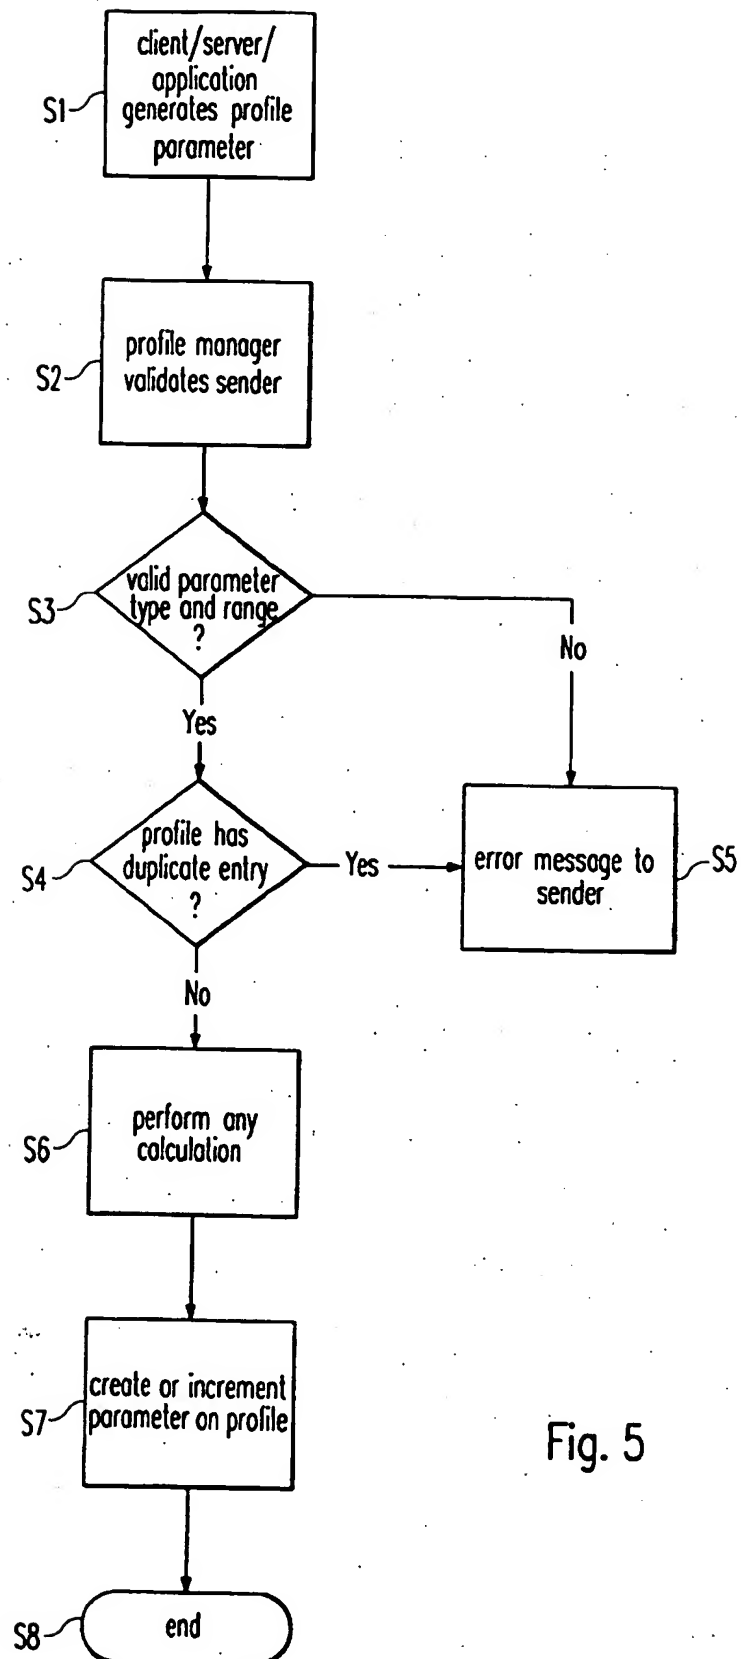 client/server/
application
generates profile
parameter
S1
profile manager
validates sender
S2
valid parameter
type and range
?
S3
No
Yes
profile has
duplicate entry
?
S4
Yes
error message to
sender
S5
No
perform any
calculation
S6
create or increment
parameter on profile
S7
Fig. 5
end
S8